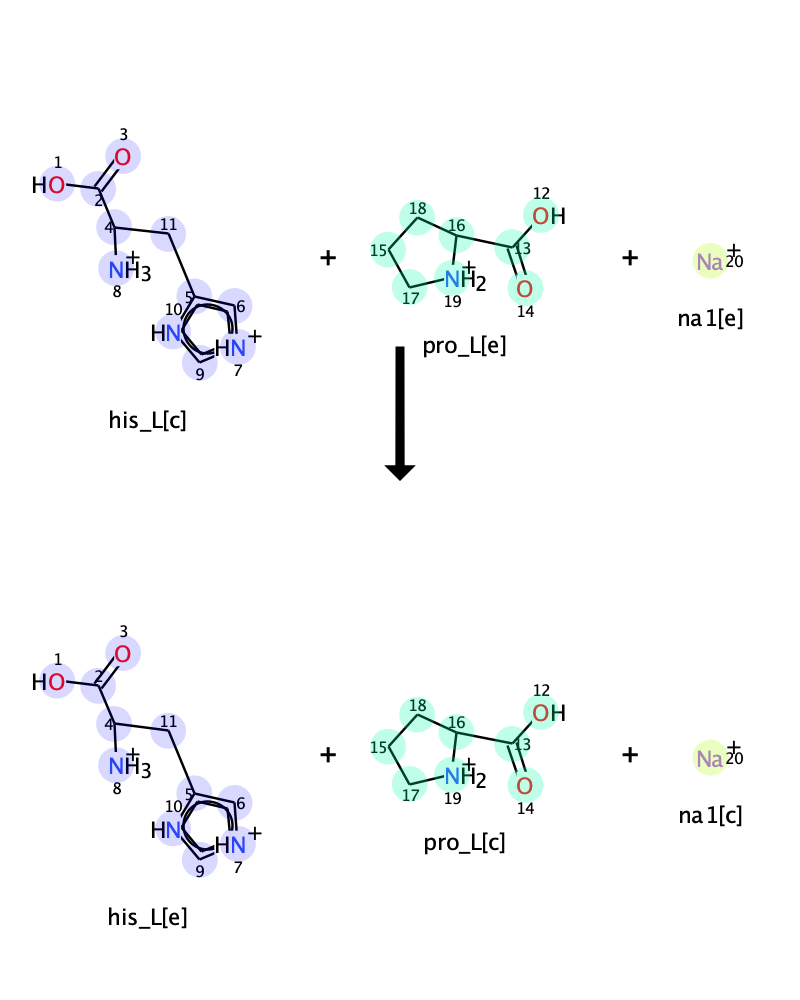 3
1
HO
O
2
4
11
NH3+
8
5
6
10
HN
HN+
9
7
his_L[c]
+
12
18
16
OH
13
15
NH2+
17
19
O
14
pro_L[e]
+
Na+
20
na1[e]
3
1
HO
O
2
4
11
NH3+
8
5
6
10
HN
HN+
9
7
his_L[e]
+
12
18
16
OH
13
15
NH2+
17
19
O
14
pro_L[c]
+
Na+
20
na1[c]